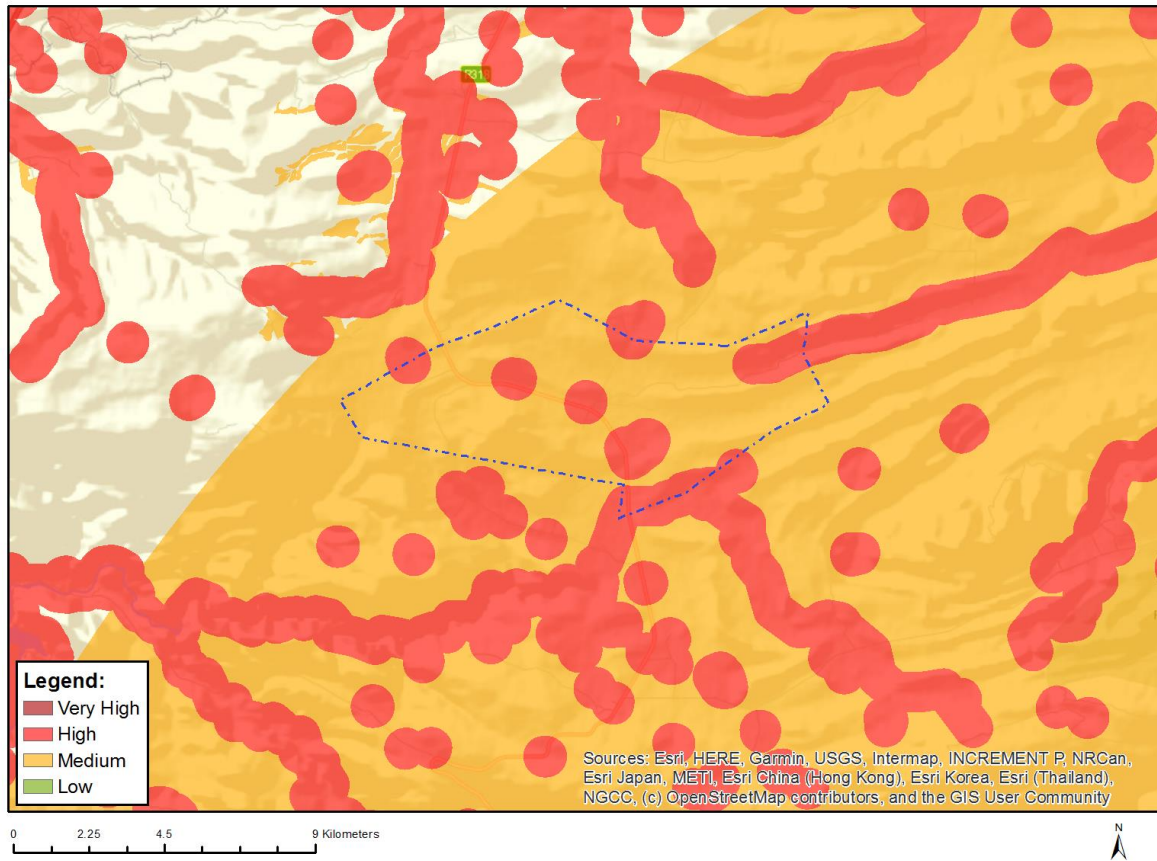 R31
Legend:
Very High
High
Medium
Low
Sources: Esri, HERE, Garmin, USGS, Intermap, INCREMENT P, NRCan,
Esri Japan, METI, Esri China (Hong Kong), Esri Korea, Esri (Thailand),
NGCC, (c) OpenStreetMap contributors, and the GIS User Community
0 2.25 4.5 9 Kilometers
N